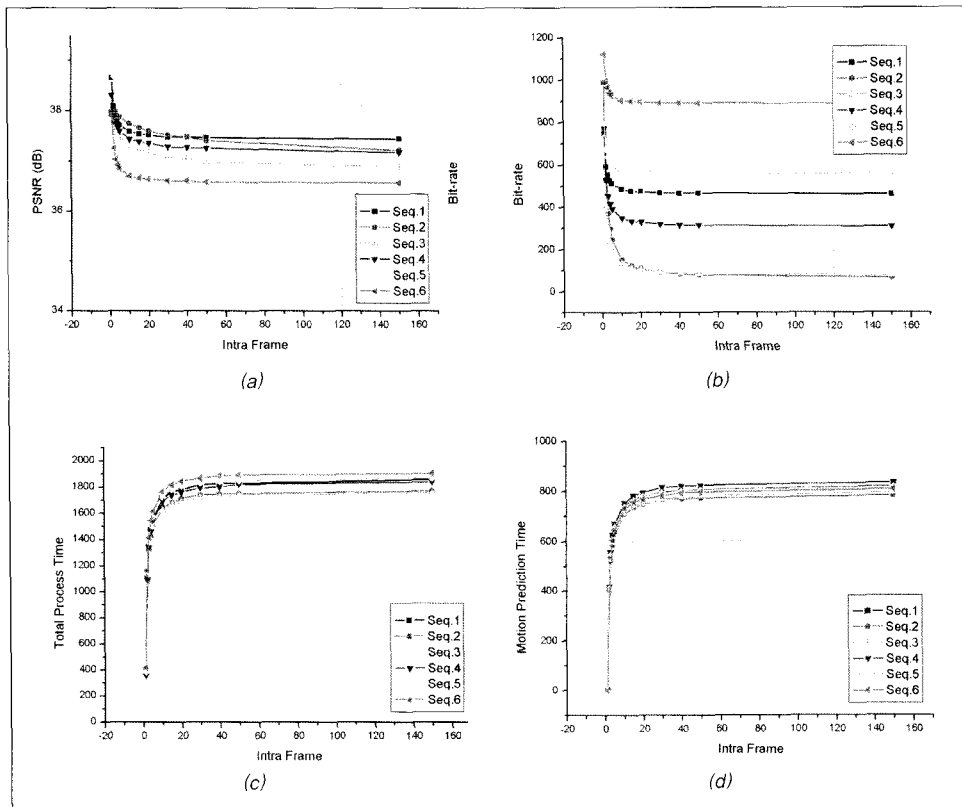 38
36
34
PSNR (dB)
-20 0 20 40 60 80 100 120 140 160
Intra Frame
Seq.1
Seq.2
Seq.3
Seq.4
Seq.5
Seq.6
(a)
Bit-rate
Bit-rate
1200
1000
800
600
400
200
0
-20 0 20 40 60 80 100 120 140 160
Intra Frame
Seq.1
Seq.2
Seq.3
Seq.4
Seq.5
Seq.6
(b)
Total Process Time
2000
1800
1600
1400
1200
1000
800
600
400
200
0
-20 0 20 40 60 80 100 120 140 160
Intra Frame
Seq.1
Seq.2
Seq.3
Seq.4
Seq.5
Seq.6
(c)
Motion Prediction Time
1000
800
600
400
200
0
-20 0 20 40 60 80 100 120 140 160
Intra Frame
Seq.1
Seq.2
Seq.3
Seq.4
Seq.5
Seq.6
(d)